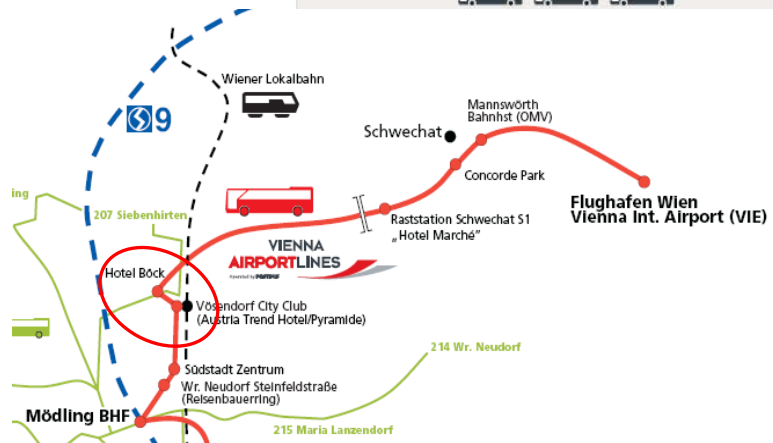 Wiener Lokalbahn
9
Mannswörth
Bahnhst (OMV)
Schwechat
Concorde Park
ing
207 Siebenhirten
Flughafen Wien
Vienna Int. Airport (VIE)
Raststation Schwechat S1
„Hotel Marché”
VIENNA
AIRPORTLINES
Hotel Böck
Vösendorf City Club
(Austria Trend Hotel/Pyramide)
214 Wr. Neudorf
Südstadt Zentrum
Wr. Neudorf Steinfeldstraße
(Reisenbauerring)
Mödling BHF
215 Maria Lanzendorf